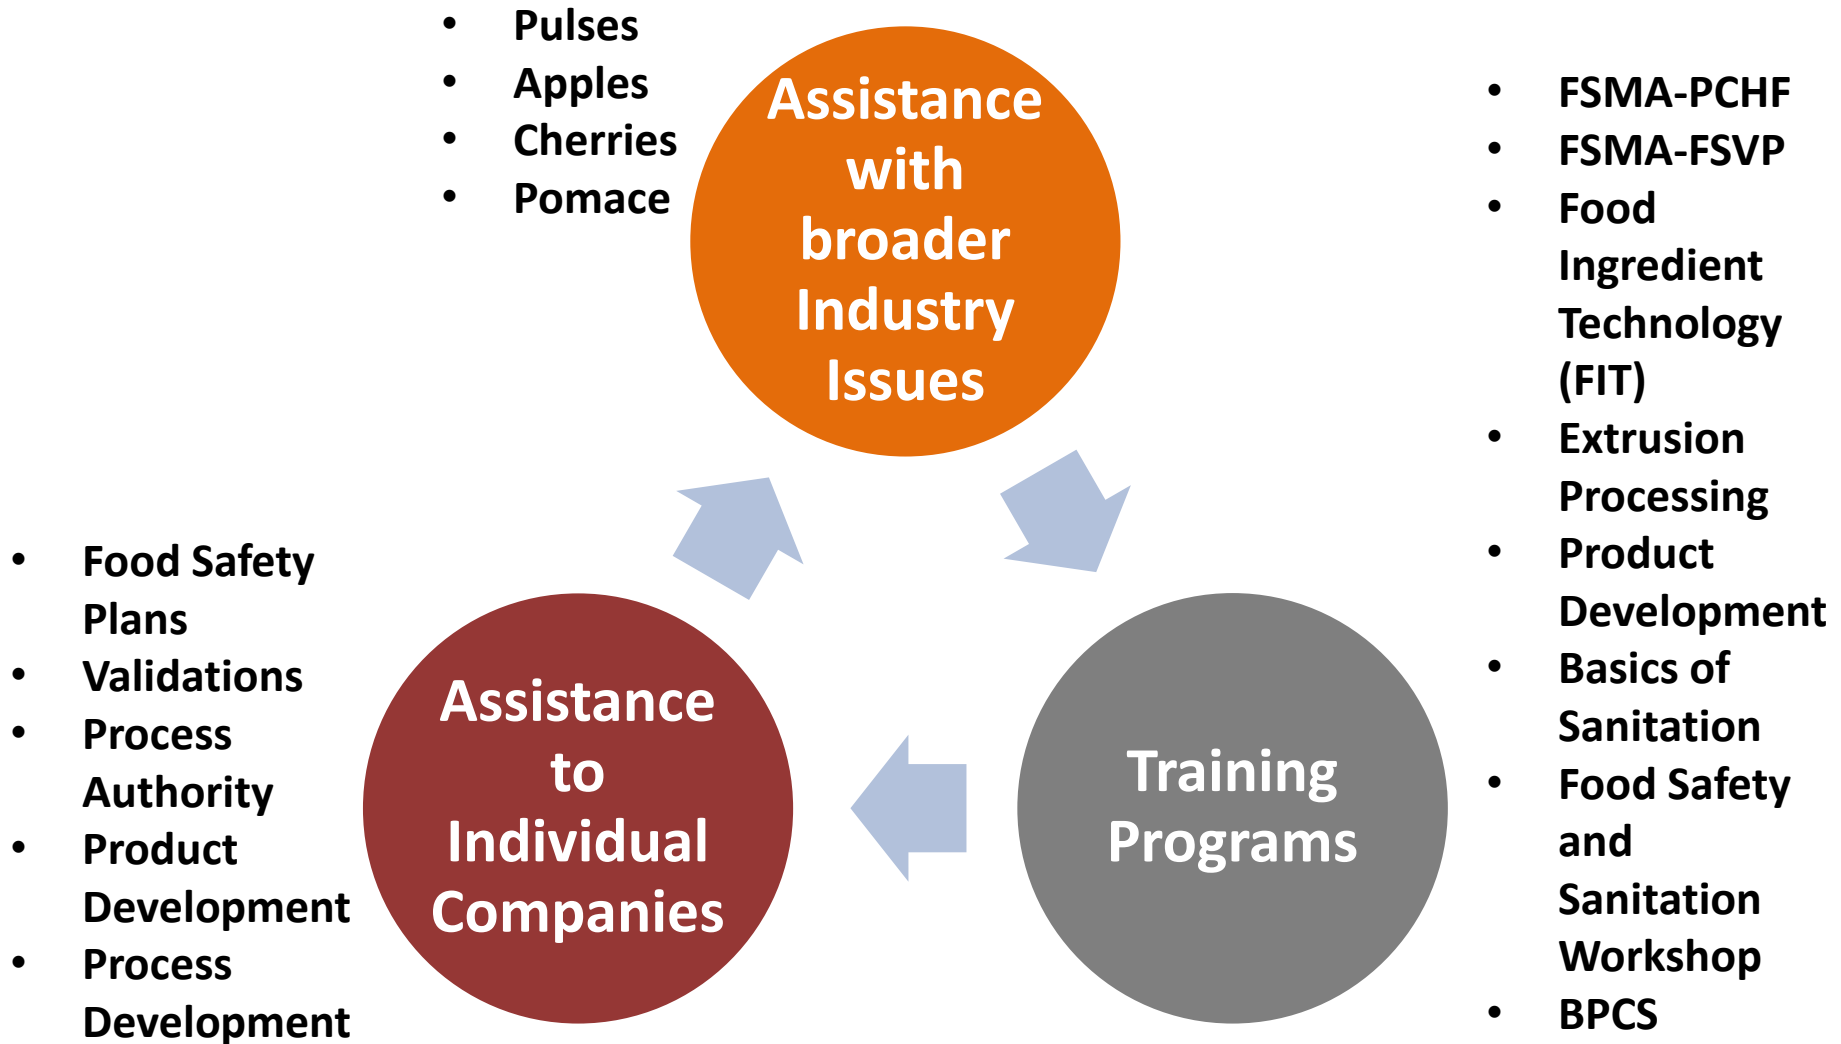 • Pulses
• Apples
• Cherries
• Pomace
Assistance
with
broader
Industry
Issues
• FSMA-PCHF
• FSMA-FSVP
• Food
Ingredient
Technology
(FIT)
• Extrusion
Processing
• Product
Development
• Basics of
Sanitation
• Food Safety
and
Sanitation
Workshop
• BPCS
Training
Programs
Assistance
to
Individual
Companies
• Food Safety
Plans
• Validations
• Process
Authority
• Product
Development
• Process
Development